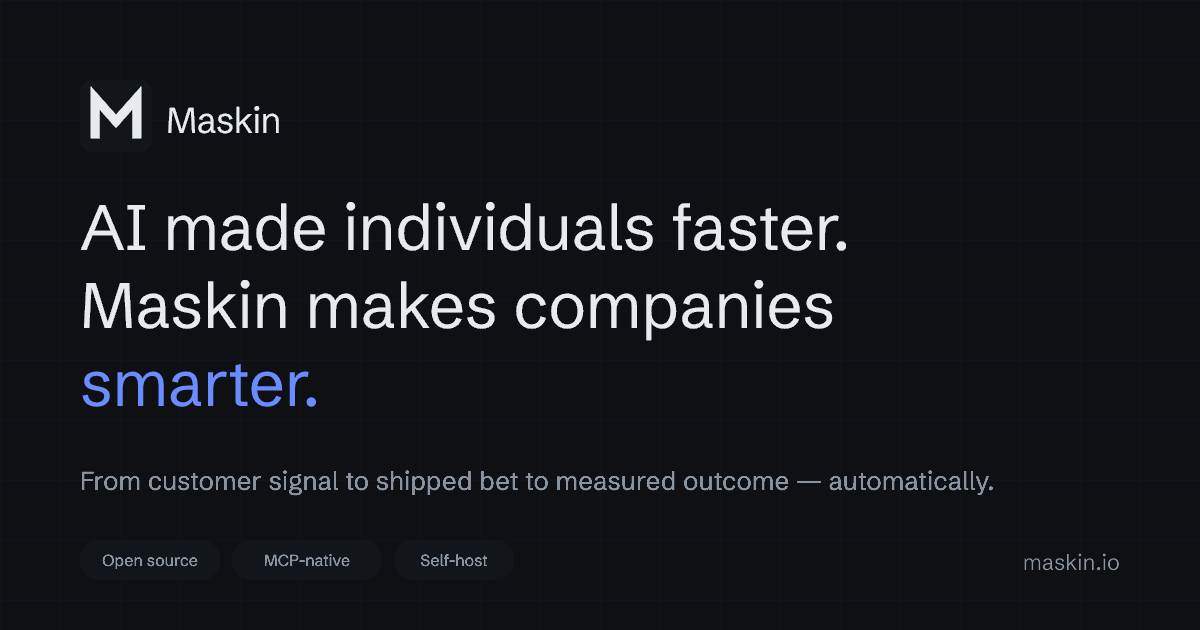 M Maskin
AI made individuals faster.
Maskin makes companies
smarter.
From customer signal to shipped bet to measured outcome — automatically.
Open source MCP-native Self-host maskin.io